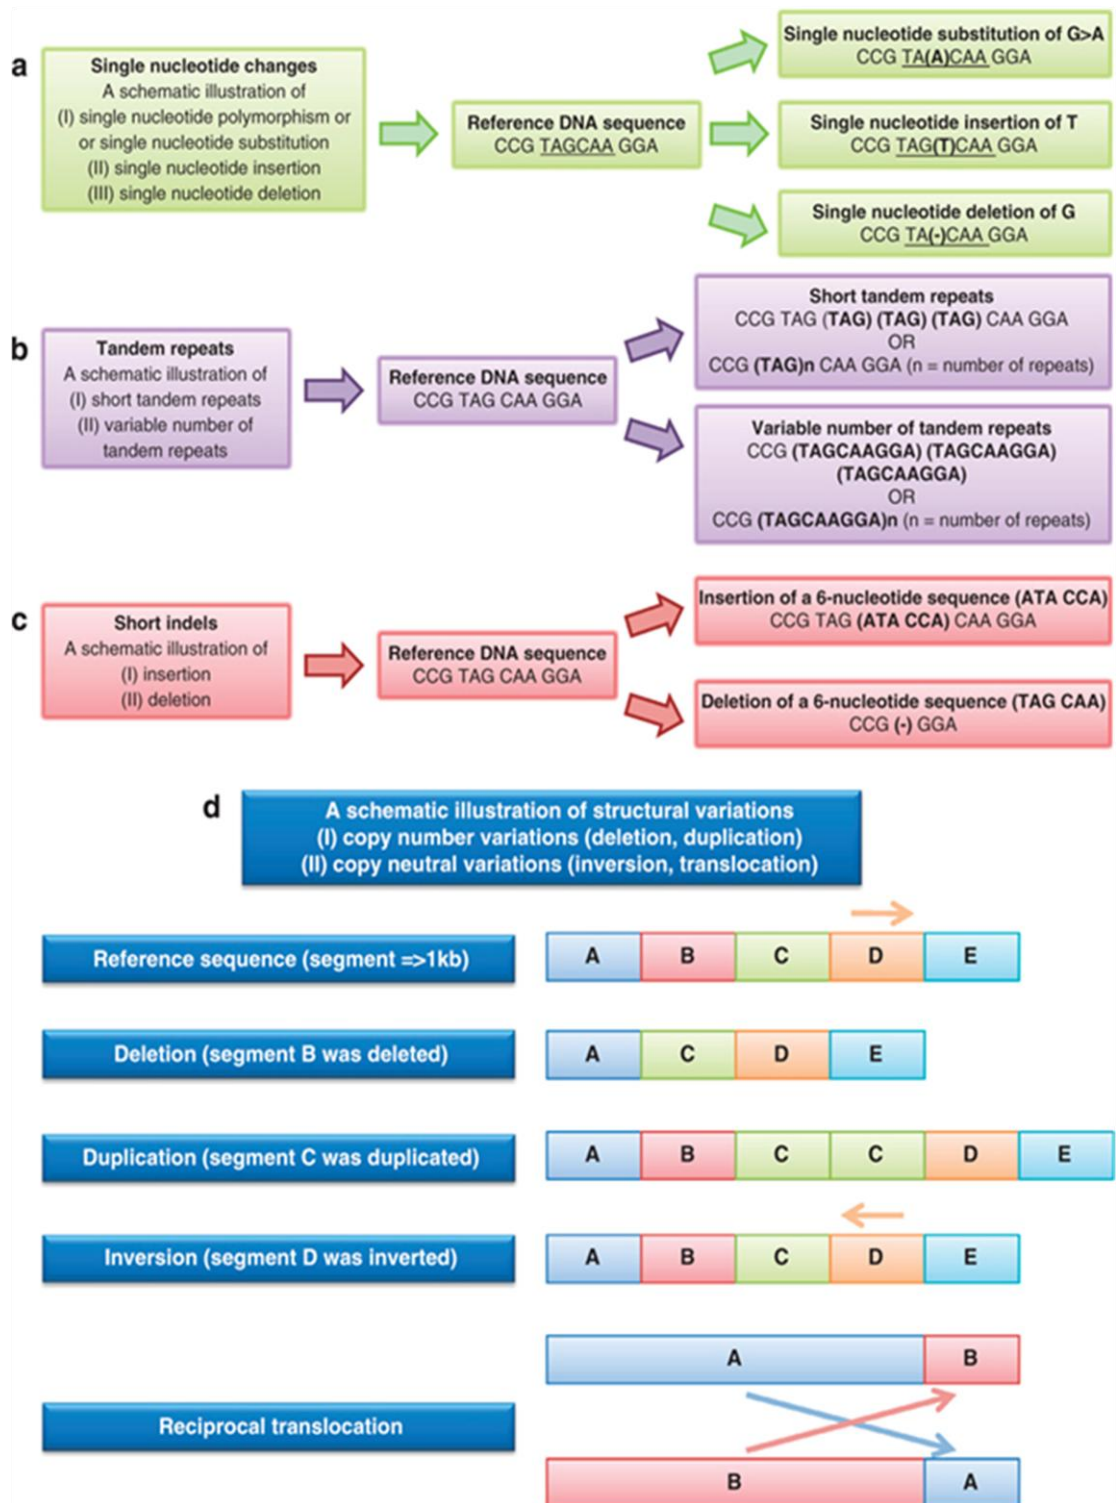 a
Single nucleotide changes
A schematic illustration of
(I) single nucleotide polymorphism or
or single nucleotide substitution
(II) single nucleotide insertion
(III) single nucleotide deletion
Reference DNA sequence
CCG TAGCAA GGA
Single nucleotide substitution of G>A
CCG TA(A)CAA GGA
Single nucleotide insertion of T
CCG TAG(T)CAA GGA
Single nucleotide deletion of G
CCG TA(-)CAA GGA
b
Tandem repeats
A schematic illustration of
(I) short tandem repeats
(II) variable number of
tandem repeats
Reference DNA sequence
CCG TAG CAA GGA
Short tandem repeats
CCG TAG (TAG) (TAG) (TAG) CAA GGA
OR
CCG (TAG)n CAA GGA (n = number of repeats)
Variable number of tandem repeats
CCG (TAGCAAGGA) (TAGCAAGGA)
(TAGCAAGGA)
OR
CCG (TAGCAAGGA)n (n = number of repeats)
c
Short indels
A schematic illustration of
(I) insertion
(II) deletion
Reference DNA sequence
CCG TAG CAA GGA
Insertion of a 6-nucleotide sequence (ATA CCA)
CCG TAG (ATA CCA) CAA GGA
Deletion of a 6-nucleotide sequence (TAG CAA)
CCG (-) GGA
d
A schematic illustration of structural variations
(I) copy number variations (deletion, duplication)
(II) copy neutral variations (inversion, translocation)
Reference sequence (segment =>1kb)
A B C D E
Deletion (segment B was deleted)
A C D E
Duplication (segment C was duplicated)
A B C C D E
Inversion (segment D was inverted)
A B C D E
Reciprocal translocation
A B
B A